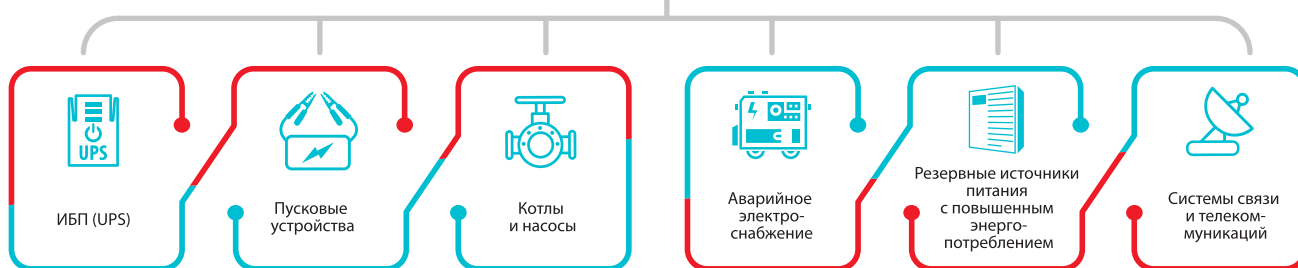 UPS
ИБП (UPS)
Пусковые
устройства
Котлы
и насосы
Аварийное
электро-
снабжение
Резервные источники
питания
с повышенным
энерго-
потреблением
Системы связи
и телеком-
муникаций